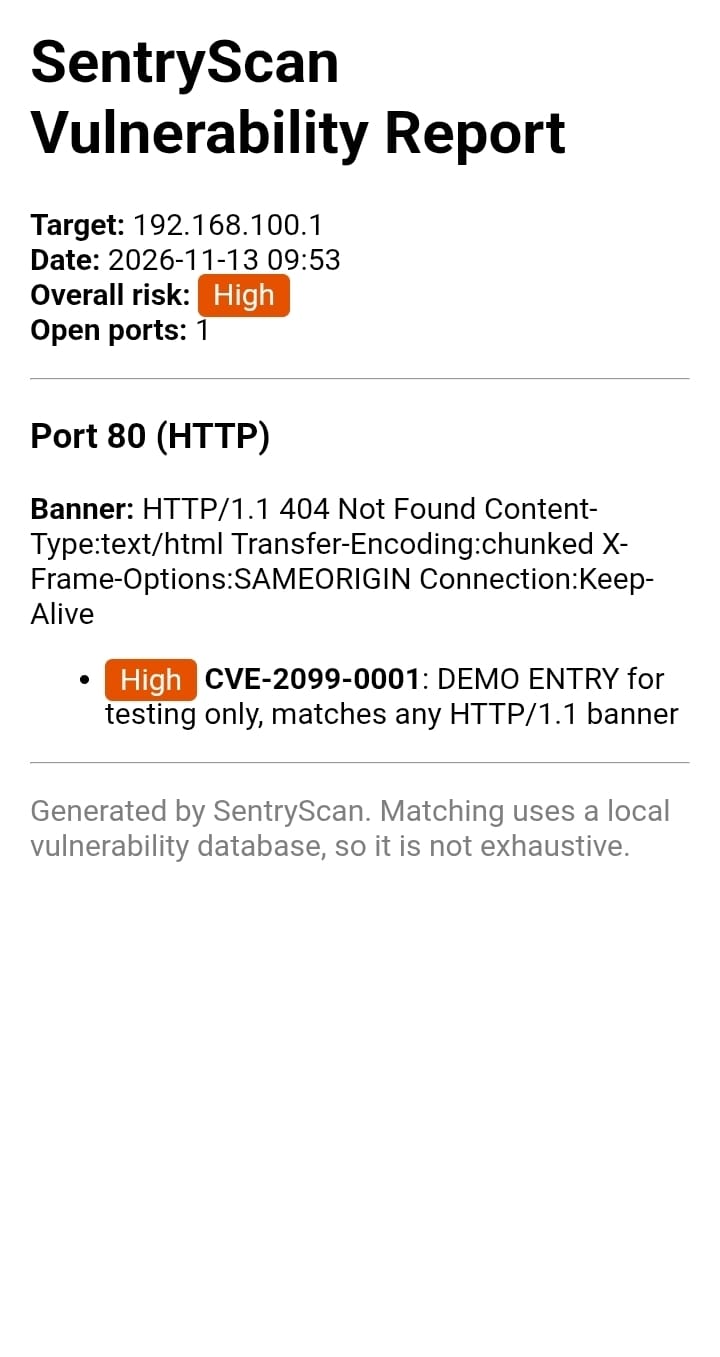 SentryScan
Vulnerability Report
Target: 192.168.100.1
Date: 2026-11-13 09:53
Overall risk: High
Open ports: 1
Port 80 (HTTP)
Banner: HTTP/1.1 404 Not Found Content-
Type:text/html Transfer-Encoding:chunked X-
Frame-Options:SAMEORIGIN Connection:Keep-
Alive
• High CVE-2099-0001: DEMO ENTRY for
testing only, matches any HTTP/1.1 banner
Generated by SentryScan. Matching uses a local
vulnerability database, so it is not exhaustive.